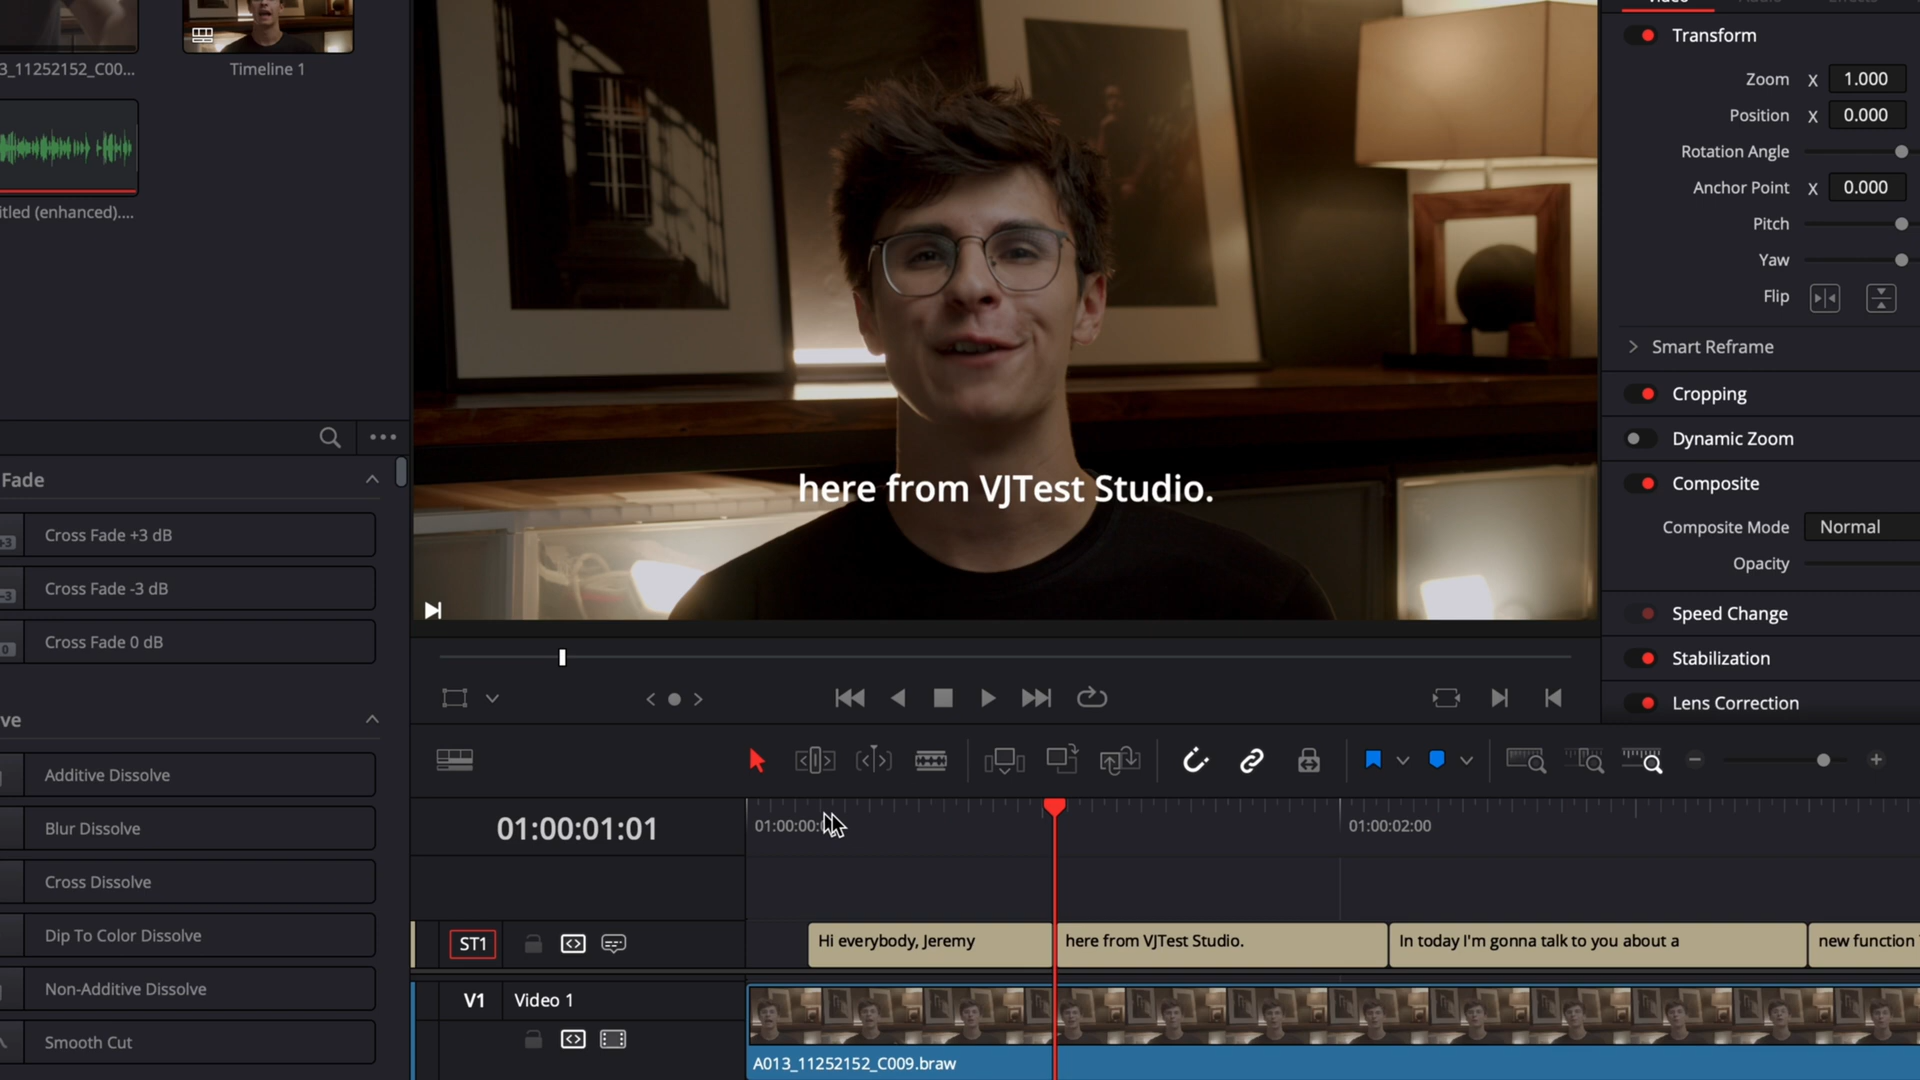 3_11252152_C00...
Timeline 1
itled (enhanced)....
Fade
Cross Fade +3 dB
Cross Fade -3 dB
Cross Fade 0 dB
ve
Additive Dissolve
Blur Dissolve
Cross Dissolve
Dip To Color Dissolve
Non-Additive Dissolve
Smooth Cut
here from VJTest Studio.
Transform
Zoom X 1.000
Position X 0.000
Rotation Angle
Anchor Point X 0.000
Pitch
Yaw
Flip
Smart Reframe
Cropping
Dynamic Zoom
Composite
Composite Mode Normal
Opacity
Speed Change
Stabilization
Lens Correction
01:00:01:01
01:00:00:
01:00:02:00
ST1
Hi everybody, Jeremy
here from VJTest Studio.
In today I'm gonna talk to you about a
new function
V1 Video 1
A013_11252152_C009.braw